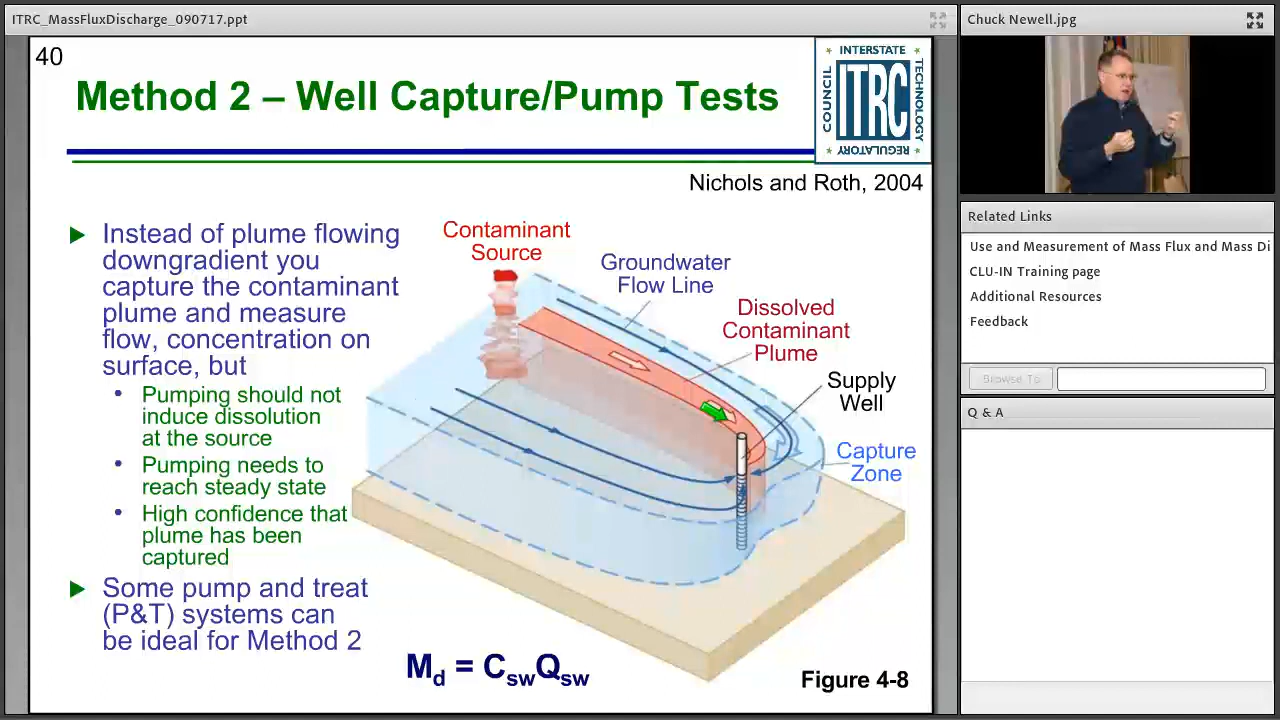 ITRC_MassFluxDischarge_090717.ppt
40
Method 2 – Well Capture/Pump Tests
INTERSTATE
COUNCIL
ITRC
TECHNOLOGY
REGULATORY
Nichols and Roth, 2004
Instead of plume flowing
downgradient you
capture the contaminant
plume and measure
flow, concentration on
surface, but
• Pumping should not
induce dissolution
at the source
• Pumping needs to
reach steady state
• High confidence that
plume has been
captured
Some pump and treat
(P&T) systems can
be ideal for Method 2
Contaminant
Source
Groundwater
Flow Line
Dissolved
Contaminant
Plume
Supply
Well
Capture
Zone
Md = CswQsw
Figure 4-8
Chuck Newell.jpg
Related Links
Use and Measurement of Mass Flux and Mass Di
CLU-IN Training page
Additional Resources
Feedback
Browse To
Q & A